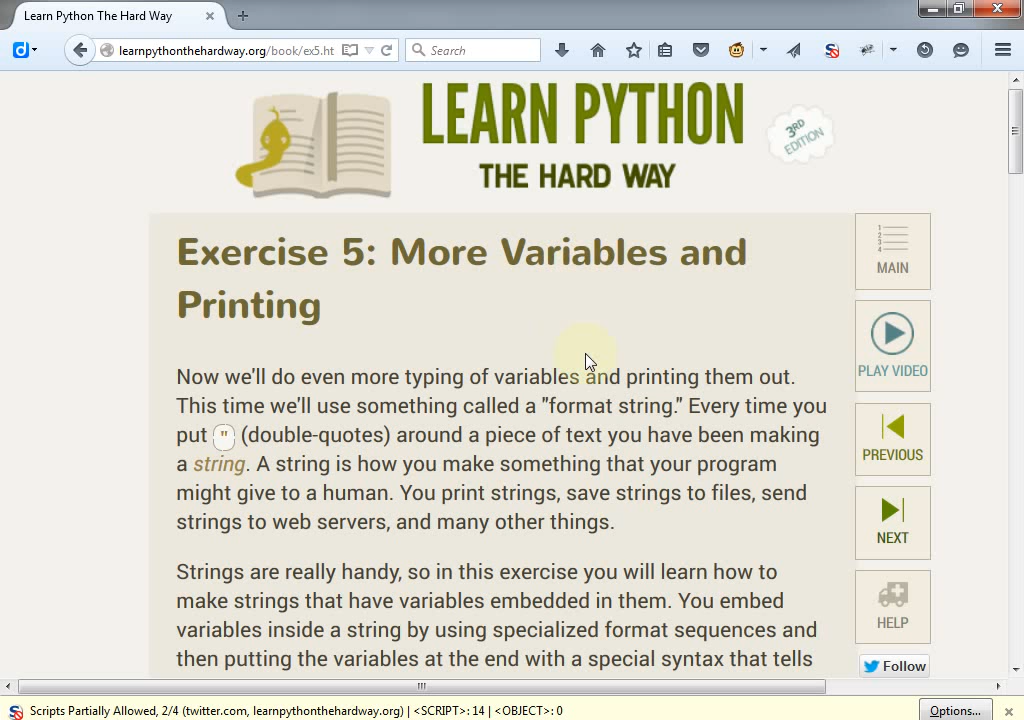 Learn Python The Hard Way
learnpythonthehardway.org/book/ex5.ht
Search
LEARN PYTHON
THE HARD WAY
3RD
EDITION
Exercise 5: More Variables and
Printing
Now we'll do even more typing of variables and printing them out.
This time we'll use something called a "format string." Every time you
put " (double-quotes) around a piece of text you have been making
a string. A string is how you make something that your program
might give to a human. You print strings, save strings to files, send
strings to web servers, and many other things.
Strings are really handy, so in this exercise you will learn how to
make strings that have variables embedded in them. You embed
variables inside a string by using specialized format sequences and
then putting the variables at the end with a special syntax that tells
1
2
3
4
MAIN
PLAY VIDEO
PREVIOUS
NEXT
HELP
Follow
Scripts Partially Allowed, 2/4 (twitter.com, learnpythonthehardway.org) | <SCRIPT>: 14 | <OBJECT>: 0
Options...